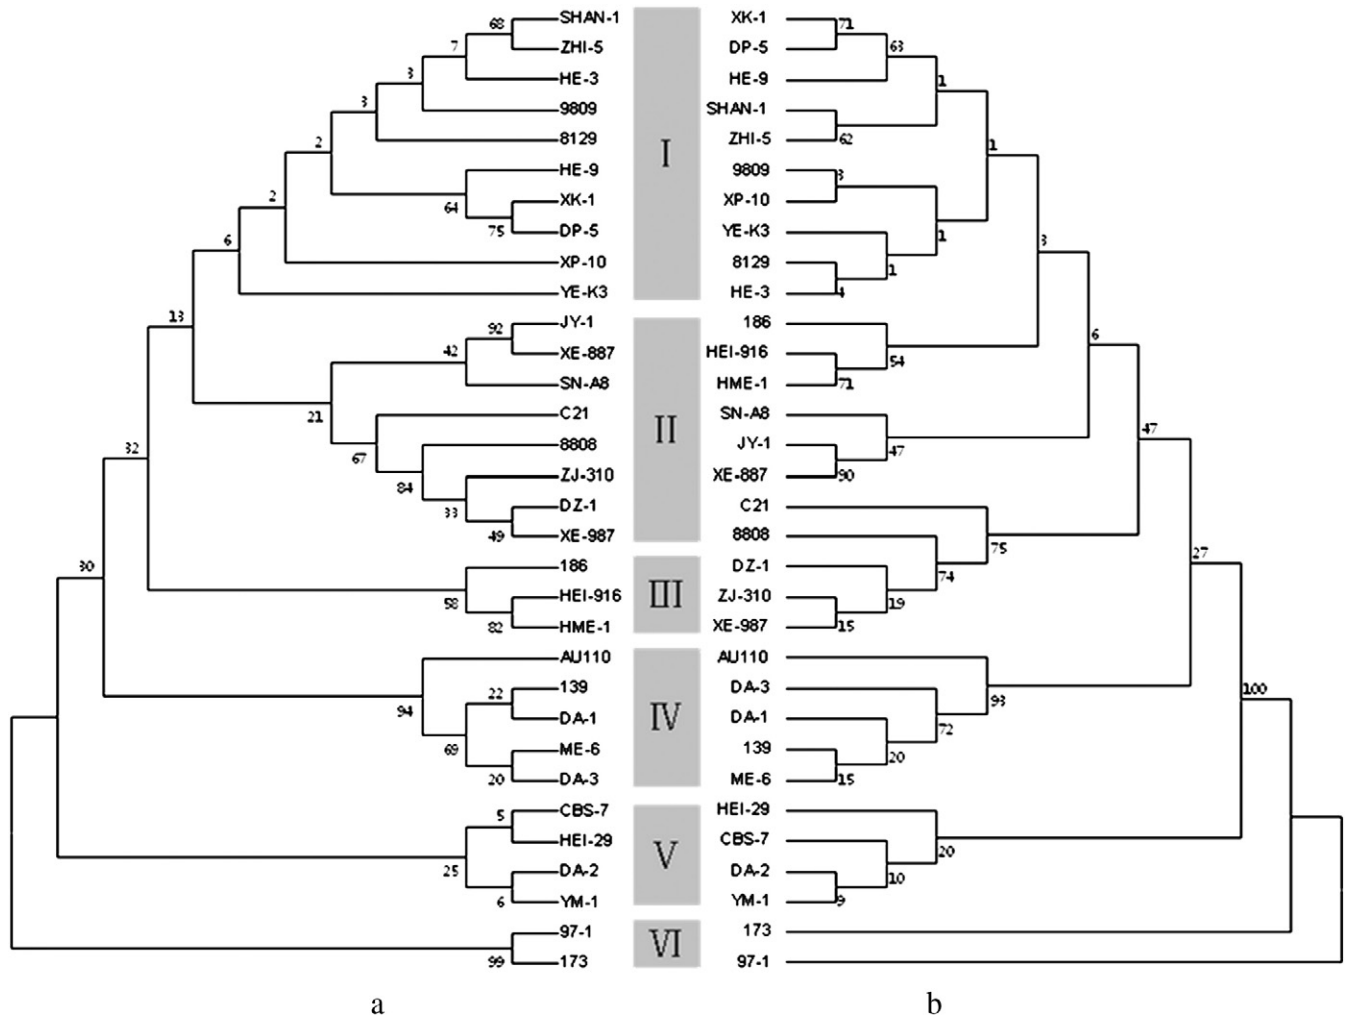 68 SHAN-1 XK-1 71
7 ZHI-5 DP-5 63
3 HE-3 HE-9 1
3 9809 SHAN-1
2 8129 I ZHI-5 62 1
HE-9 9809 3
2 64 XK-1 XP-10
6 75 DP-5 YE-K3 1 3
XP-10 8129 1
YE-K3 HE-3 4
13 92 JY-1 186 6
42 XE-887 HEI-916 54
SN-A8 HME-1 71
21 C21 II SN-A8 47
32 67 8808 JY-1 47
84 ZJ-310 XE-887 90
33 DZ-1 C21
49 XE-987 8808 75 27
30 186 DZ-1 74
58 HEI-916 III ZJ-310 19
82 HME-1 XE-987 15
AU110 AU110
22 139 DA-3 93 100
94 DA-1 IV DA-1 72
69 ME-6 139 20
20 DA-3 ME-6 15
5 CBS-7 HEI-29
HEI-29 CBS-7 20
25 DA-2 V DA-2 10
6 YM-1 YM-1 9
97-1 VI 173
99 173 97-1
a b